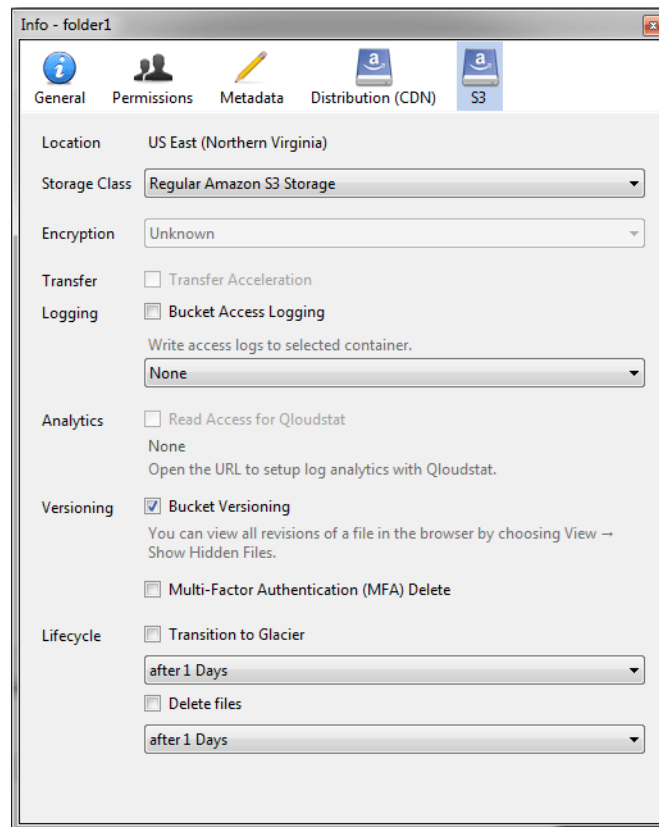 Info - folder1
General Permissions Metadata Distribution (CDN) S3
Location US East (Northern Virginia)
Storage Class Regular Amazon S3 Storage
Encryption Unknown
Transfer Transfer Acceleration
Logging Bucket Access Logging
Write access logs to selected container.
None
Analytics Read Access for Qloudstat
None
Open the URL to setup log analytics with Qloudstat.
Versioning Bucket Versioning
You can view all revisions of a file in the browser by choosing View →
Show Hidden Files.
Multi-Factor Authentication (MFA) Delete
Lifecycle Transition to Glacier
after 1 Days
Delete files
after 1 Days